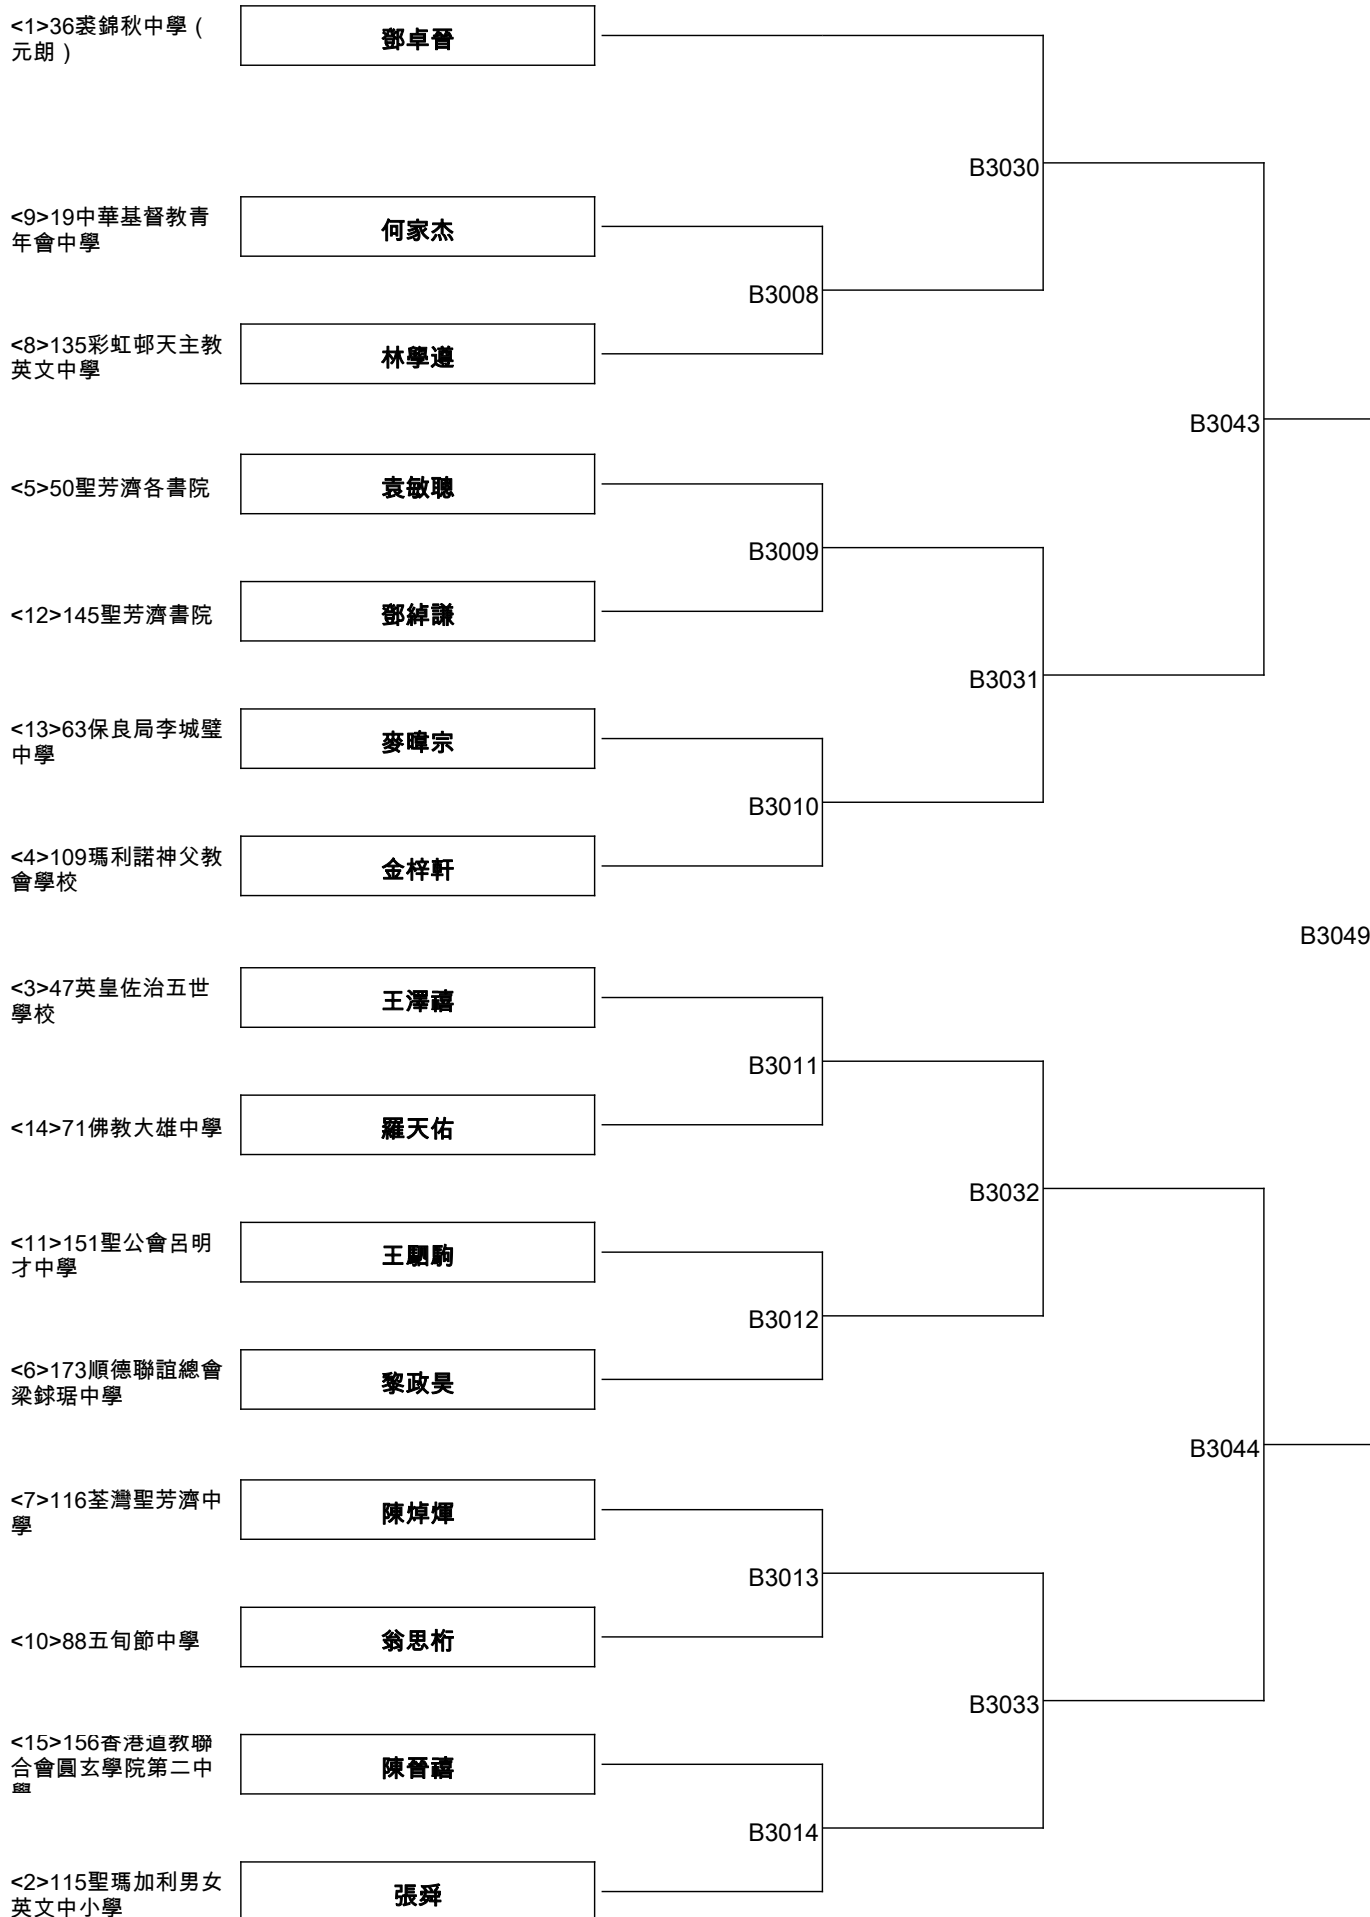 <1>36裘錦秋中學（
元朗）
鄧卓晉
B3030
<9>19中華基督教青
年會中學
何家杰
B3008
<8>135彩虹邨天主教
英文中學
林學遵
B3043
<5>50聖芳濟各書院
袁敏聰
B3009
<12>145聖芳濟書院
鄧綽謙
B3031
<13>63保良局李城璧
中學
麥暐宗
B3010
<4>109瑪利諾神父教
會學校
金梓軒
B3049
<3>47英皇佐治五世
學校
王澤禧
B3011
<14>71佛教大雄中學
羅天佑
B3032
<11>151聖公會呂明
才中學
王駟駒
B3012
<6>173順德聯誼總會
梁銶琚中學
黎政昊
B3044
<7>116荃灣聖芳濟中
學
陳焯煇
B3013
<10>88五旬節中學
翁思桁
B3033
<15>156香港道教聯
合會圓玄學院第二中
學
陳晉禧
B3014
<2>115聖瑪加利男女
英文中小學
張舜